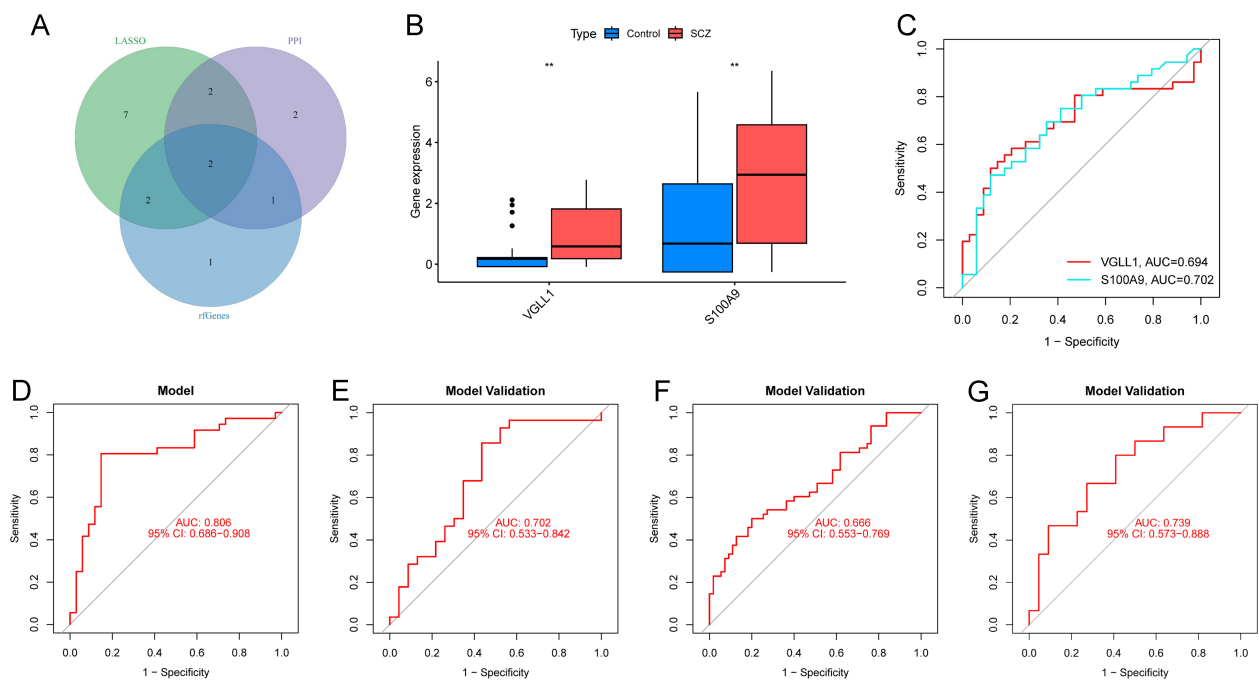 A
LASSO
PPI
7
2
2
2
2
1
1
rfGenes
B
Type Control SCZ
**
**
Gene expression
6
4
2
0
VGLL1
S100A9
C
Sensitivity
1.0
0.8
0.6
0.4
0.2
0.0
VGLL1, AUC=0.694
S100A9, AUC=0.702
0.0 0.2 0.4 0.6 0.8 1.0
1 − Specificity
D
Model
Sensitivity
1.0
0.8
0.6
0.4
0.2
0.0
AUC: 0.806
95% CI: 0.686−0.908
0.0 0.2 0.4 0.6 0.8 1.0
1 − Specificity
E
Model Validation
Sensitivity
1.0
0.8
0.6
0.4
0.2
0.0
AUC: 0.702
95% CI: 0.533−0.842
0.0 0.2 0.4 0.6 0.8 1.0
1 − Specificity
F
Model Validation
Sensitivity
1.0
0.8
0.6
0.4
0.2
0.0
AUC: 0.666
95% CI: 0.553−0.769
0.0 0.2 0.4 0.6 0.8 1.0
1 − Specificity
G
Model Validation
Sensitivity
1.0
0.8
0.6
0.4
0.2
0.0
AUC: 0.739
95% CI: 0.573−0.888
0.0 0.2 0.4 0.6 0.8 1.0
1 − Specificity